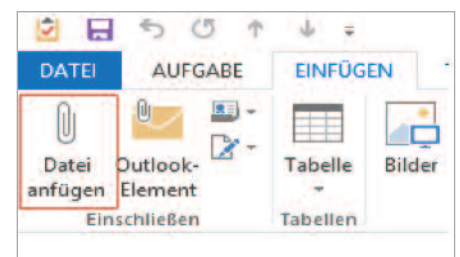 DATEI AUFGABE EINFÜGEN
Datei anfügen
Outlook-Element
Tabelle
Bilder
Einschließen
Tabellen